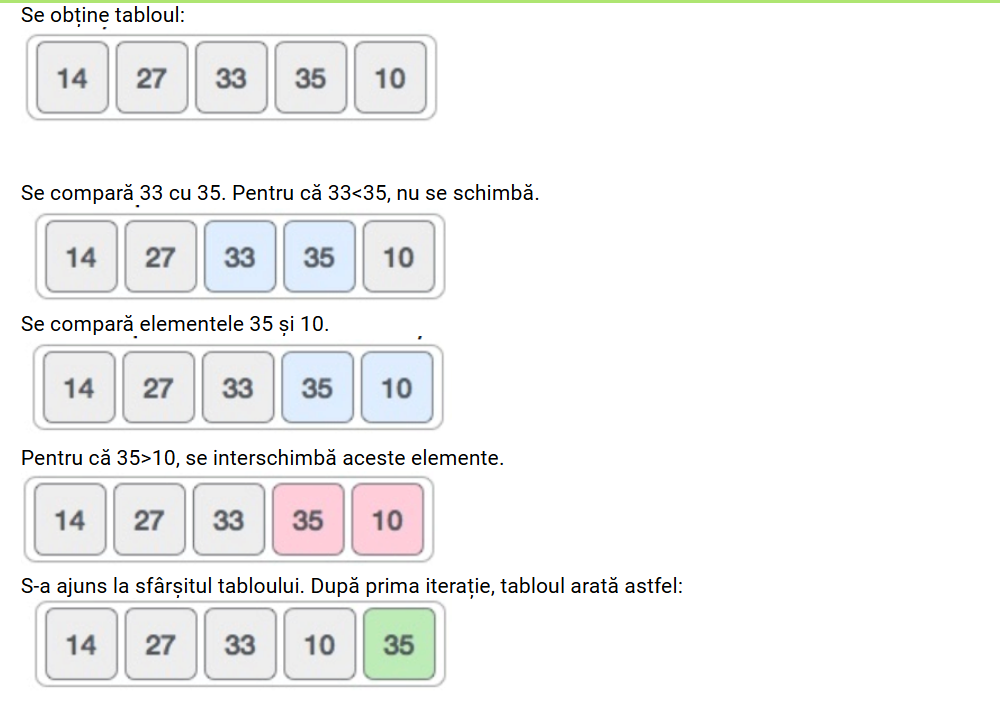 Se obține tabloul:
14 27 33 35 10
Se compară 33 cu 35. Pentru că 33<35, nu se schimbă.
14 27 33 35 10
Se compară elementele 35 și 10.
14 27 33 35 10
Pentru că 35>10, se interschimbă aceste elemente.
14 27 33 35 10
S-a ajuns la sfârșitul tabloului. După prima iterație, tabloul arată astfel:
14 27 33 10 35